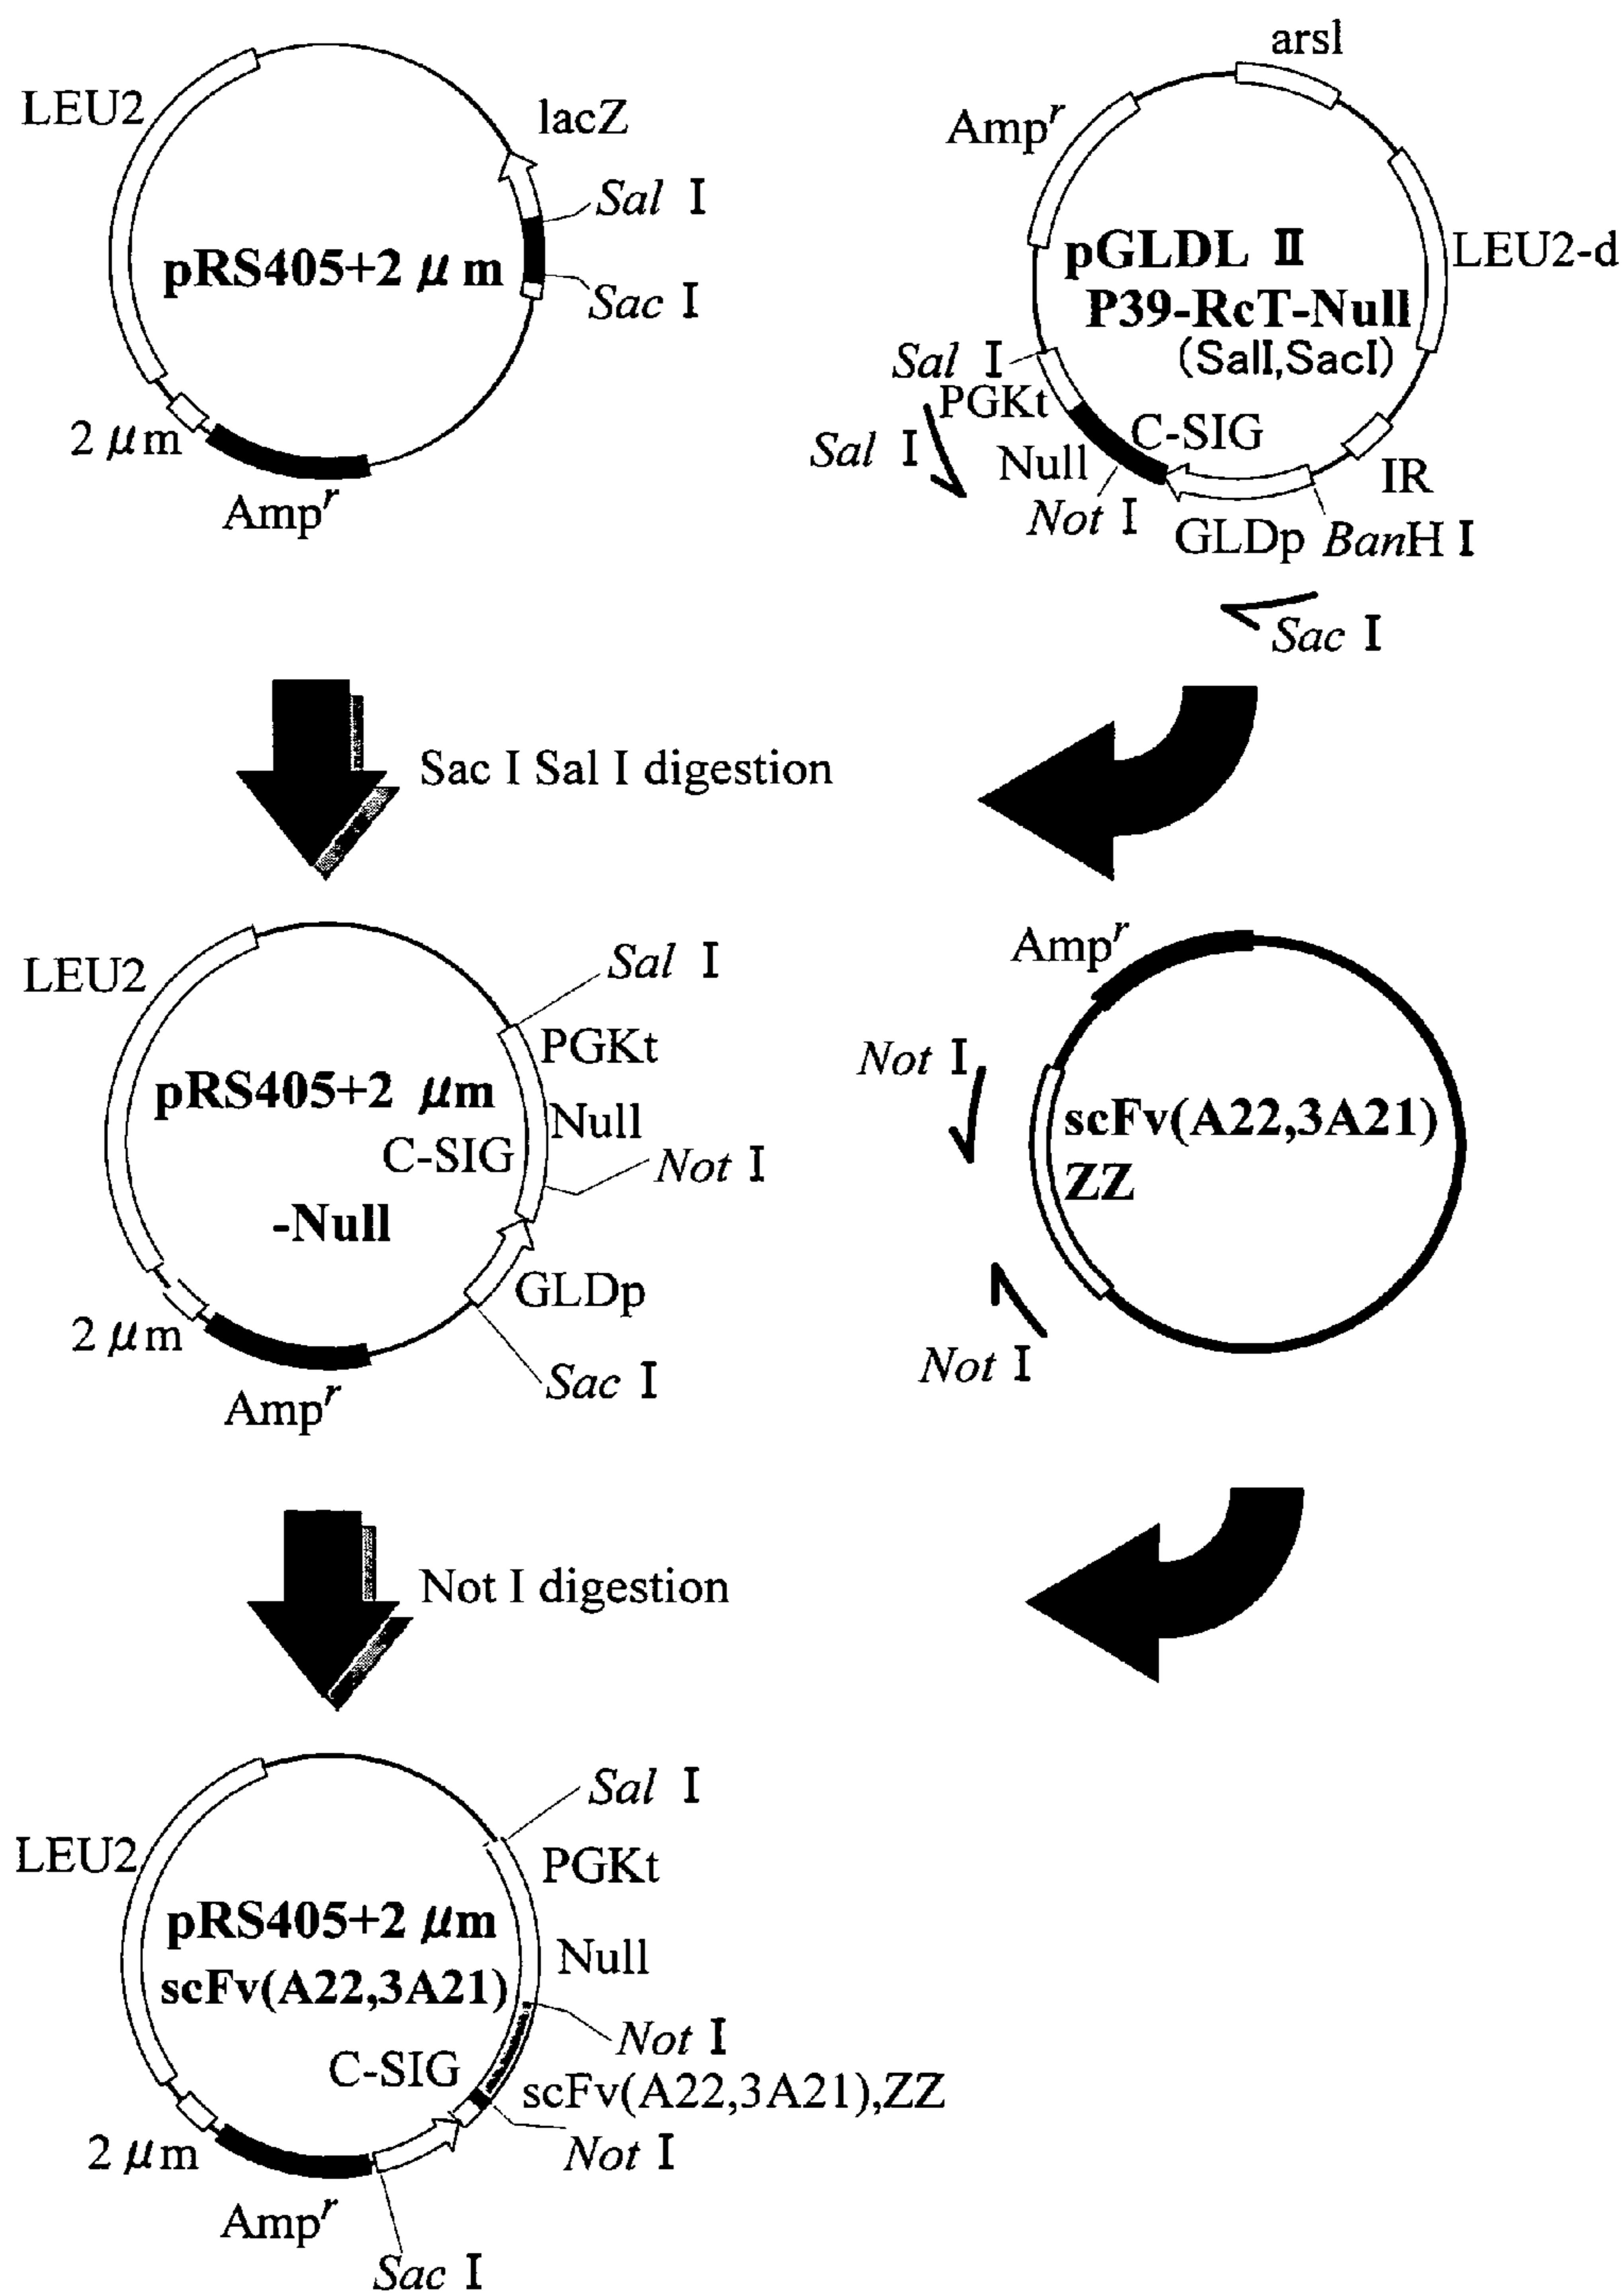 LEU2
lacZ
Sal I
pRS405+2 μm
Sac I
2 μm
Amp^r
arsl
Amp^r
pGLDL II
LEU2-d
P39-RcT-Null
(SalI,SacI)
Sal I
PGKt
C-SIG
Sal I
Null
IR
Not I
GLDp
BanH I
Sac I
Sac I Sal I digestion
LEU2
Sal I
PGKt
pRS405+2 μm
Null
C-SIG
Not I
-Null
GLDp
2 μm
Sac I
Amp^r
Amp^r
Not I
scFv(A22,3A21)
ZZ
Not I
Not I digestion
Sal I
LEU2
PGKt
pRS405+2 μm
Null
scFv(A22,3A21)
Not I
C-SIG
scFv(A22,3A21),ZZ
2 μm
Not I
Amp^r
Sac I